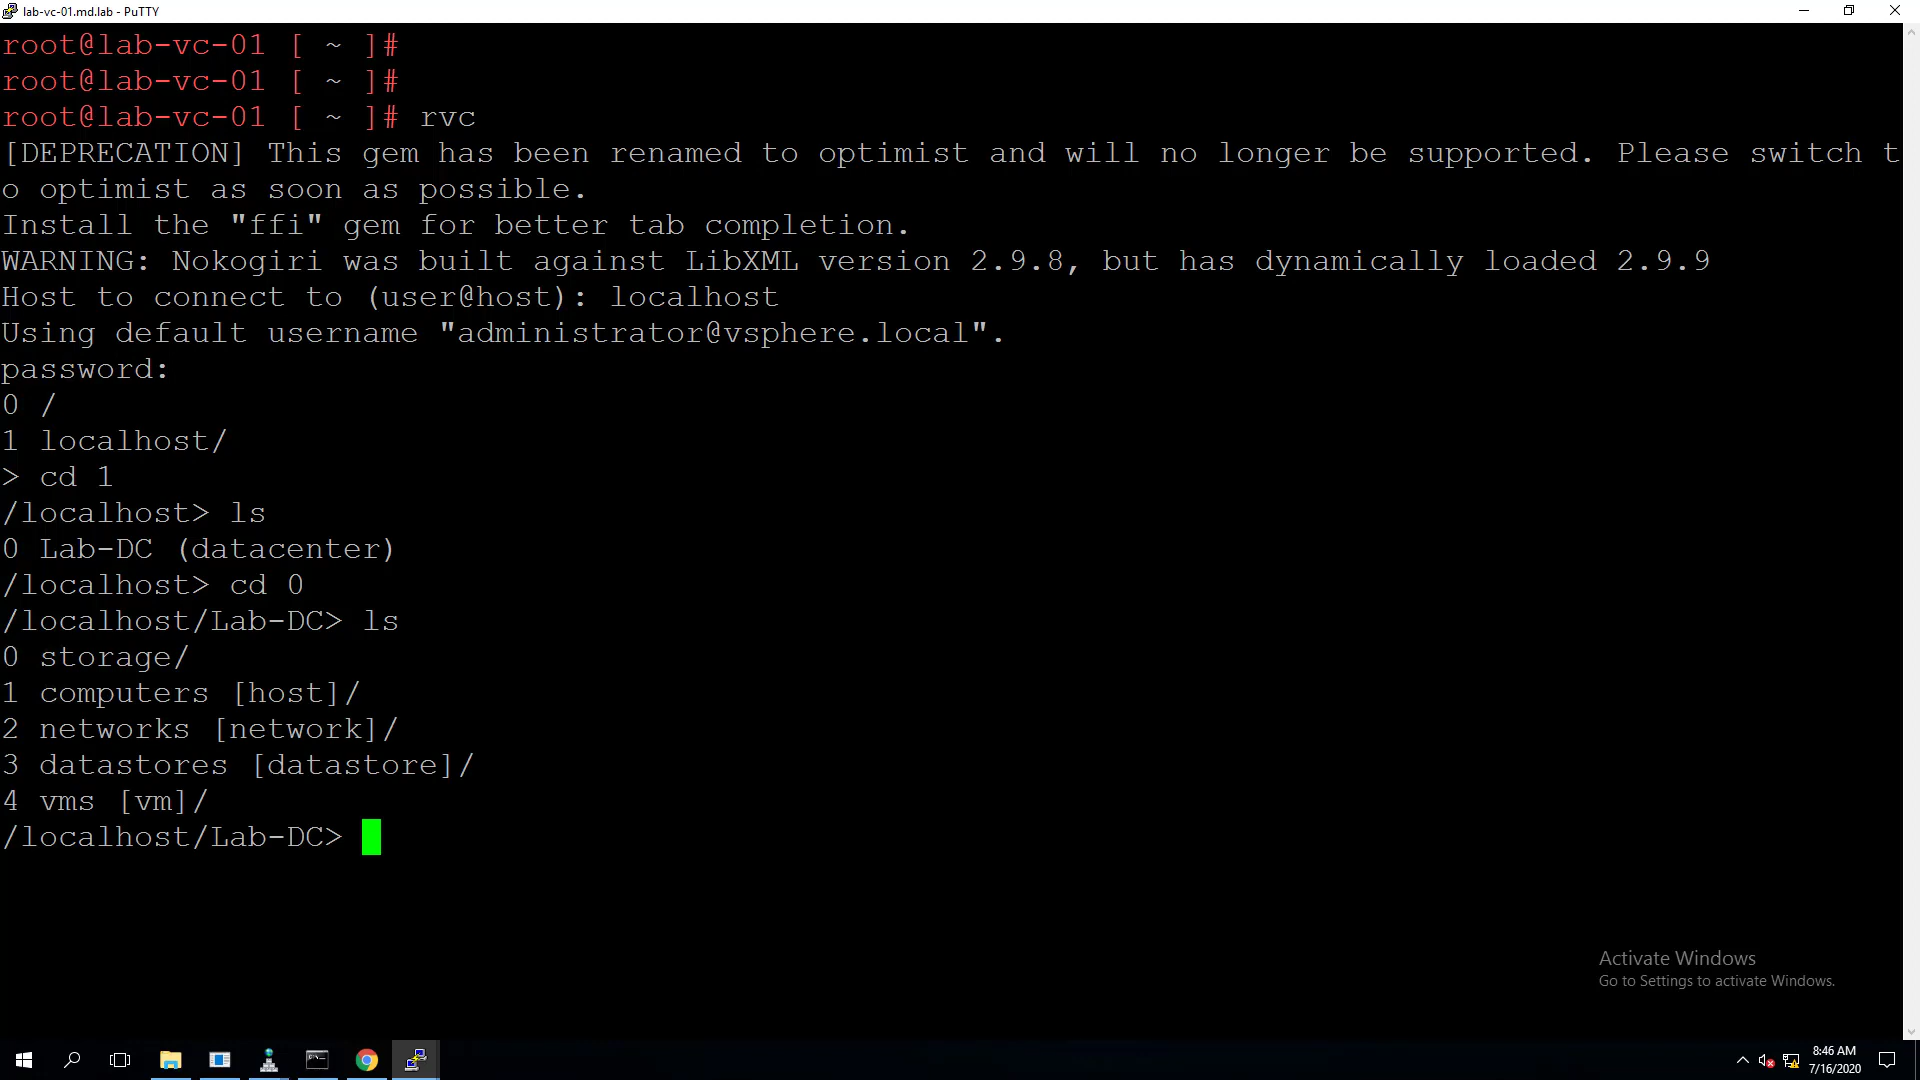 lab-vc-01.md.lab - PuTTY
root@lab-vc-01 [ ~ ]#
root@lab-vc-01 [ ~ ]#
root@lab-vc-01 [ ~ ]# rvc
[DEPRECATION] This gem has been renamed to optimist and will no longer be supported. Please switch t
o optimist as soon as possible.
Install the "ffi" gem for better tab completion.
WARNING: Nokogiri was built against LibXML version 2.9.8, but has dynamically loaded 2.9.9
Host to connect to (user@host): localhost
Using default username "administrator@vsphere.local".
password:
0 /
1 localhost/
> cd 1
/localhost> ls
0 Lab-DC (datacenter)
/localhost> cd 0
/localhost/Lab-DC> ls
0 storage/
1 computers [host]/
2 networks [network]/
3 datastores [datastore]/
4 vms [vm]/
/localhost/Lab-DC>
Activate Windows
Go to Settings to activate Windows.
8:46 AM
7/16/2020